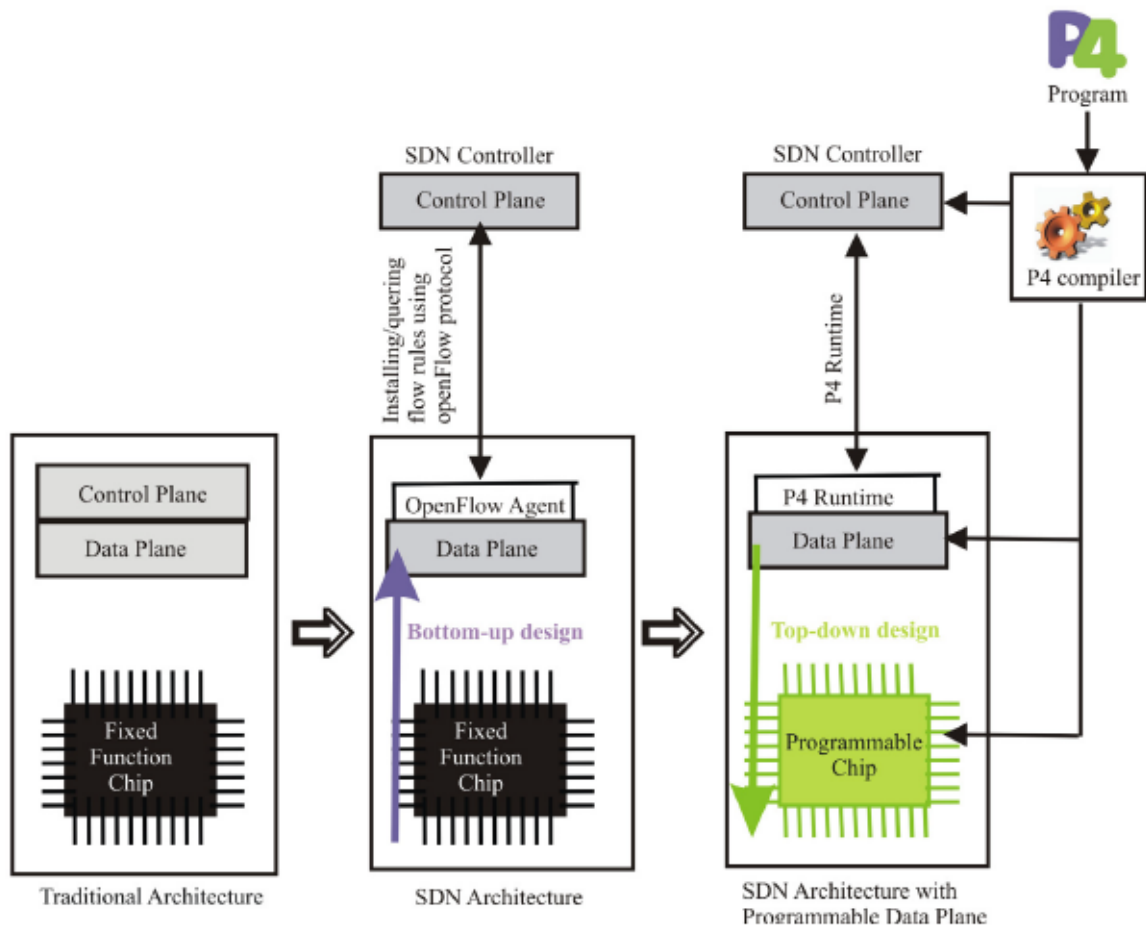 P4
Program
SDN Controller
Control Plane
SDN Controller
Control Plane
P4 compiler
Installing/quering
flow rules using
openFlow protocol
P4 Runtime
Control Plane
Data Plane
OpenFlow Agent
Data Plane
P4 Runtime
Data Plane
Bottom-up design
Top-down design
Fixed
Function
Chip
Fixed
Function
Chip
Programmable
Chip
Traditional Architecture
SDN Architecture
SDN Architecture with
Programmable Data Plane